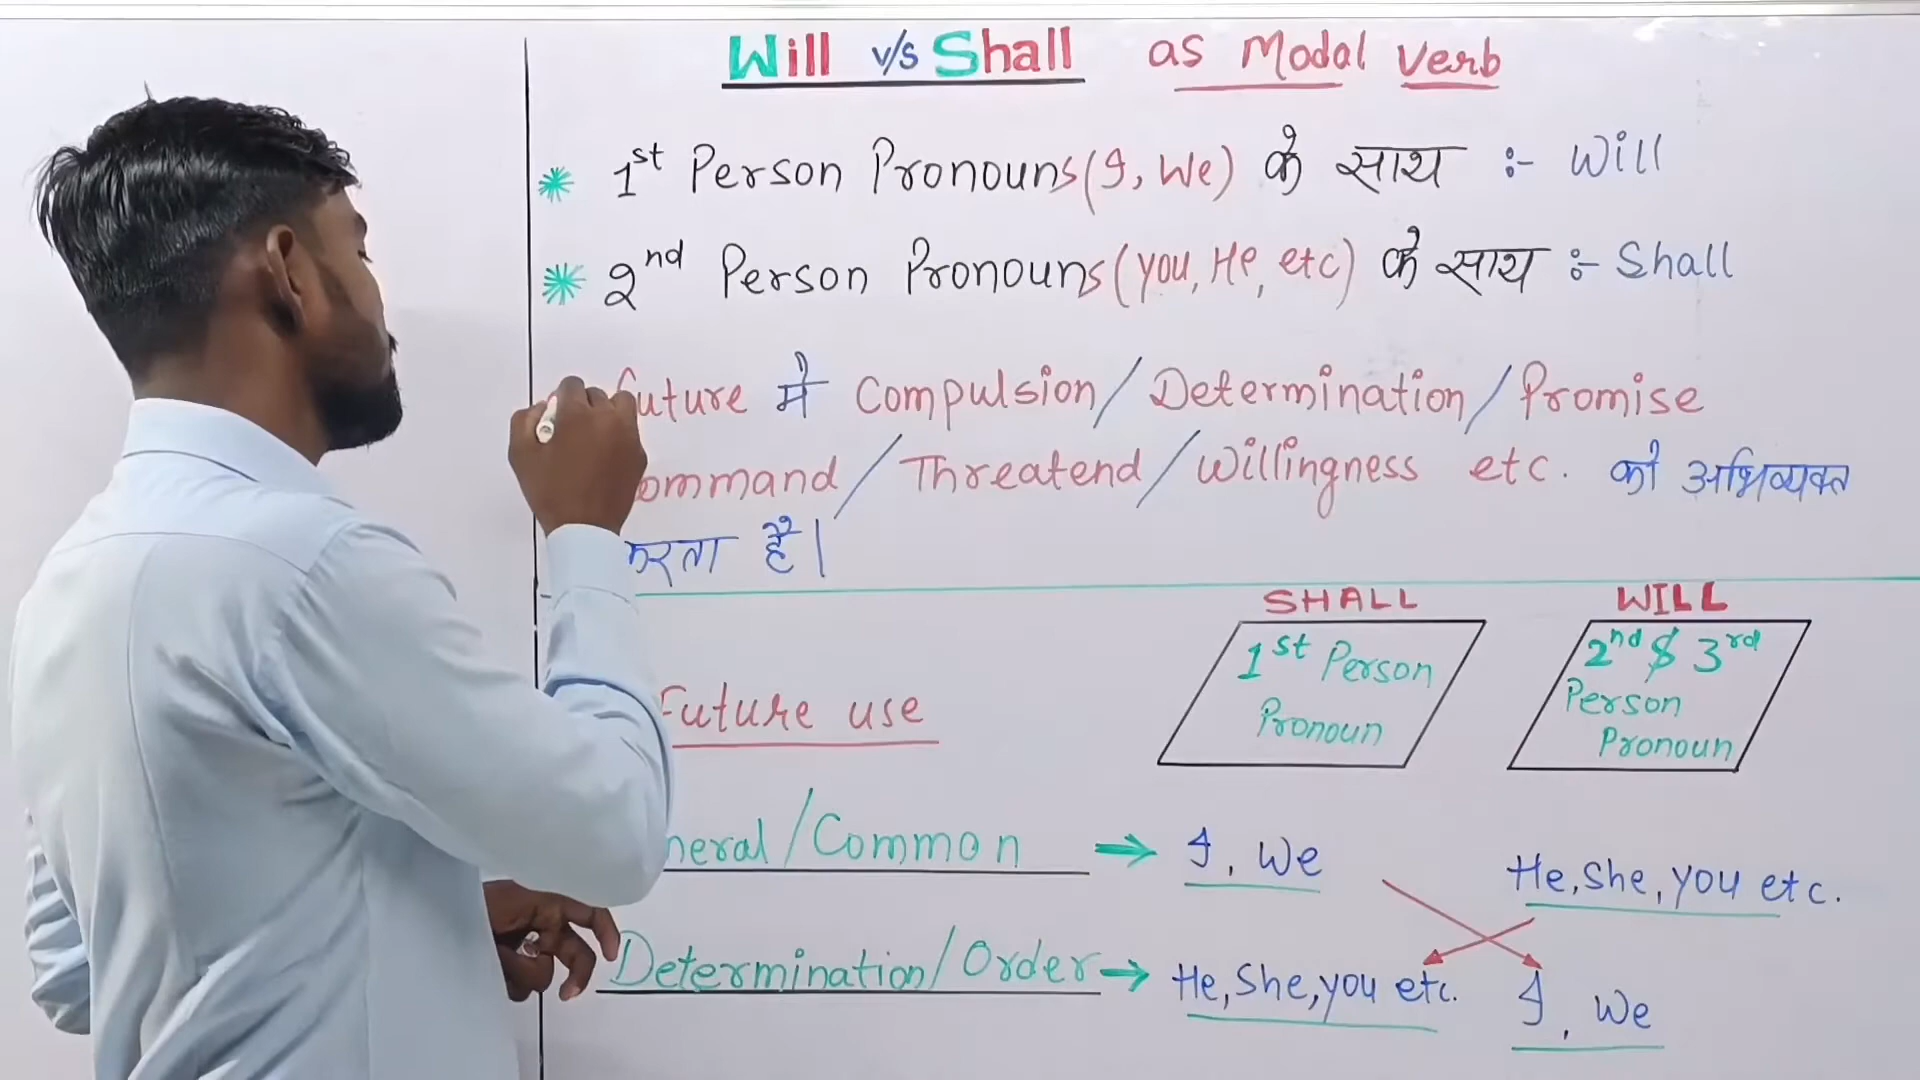 Will v/s Shall as Modal Verb
1st Person Pronouns(I, We) के साथ :- Will
2nd Person Pronouns(you, He, etc) के साथ :- Shall
future में Compulsion/Determination/Promise
ommand/Threatend/Willingness etc. को अभिव्यक्त
करता है।
SHALL WILL
1st Person
Pronoun
2nd & 3rd
Person
Pronoun
Future use
neral/Common → I, We He, She, you etc.
Determination/Order → He, She, you etc. I, We